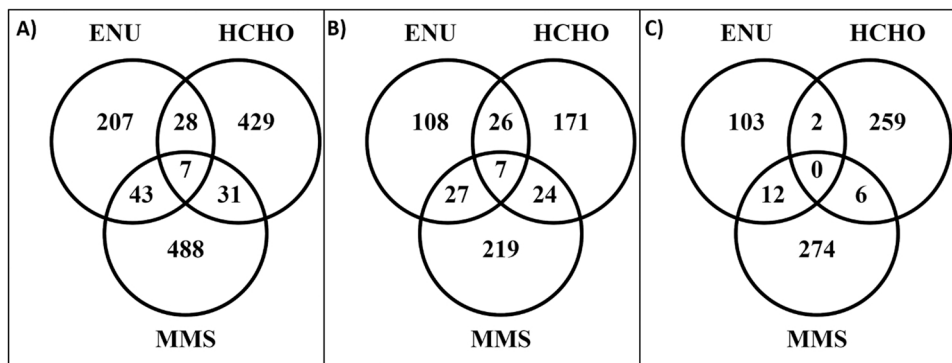 A)
ENU HCHO
207 28 429
7
43 31
488
MMS
B)
ENU HCHO
108 26 171
7
27 24
219
MMS
C)
ENU HCHO
103 2 259
0
12 6
274
MMS